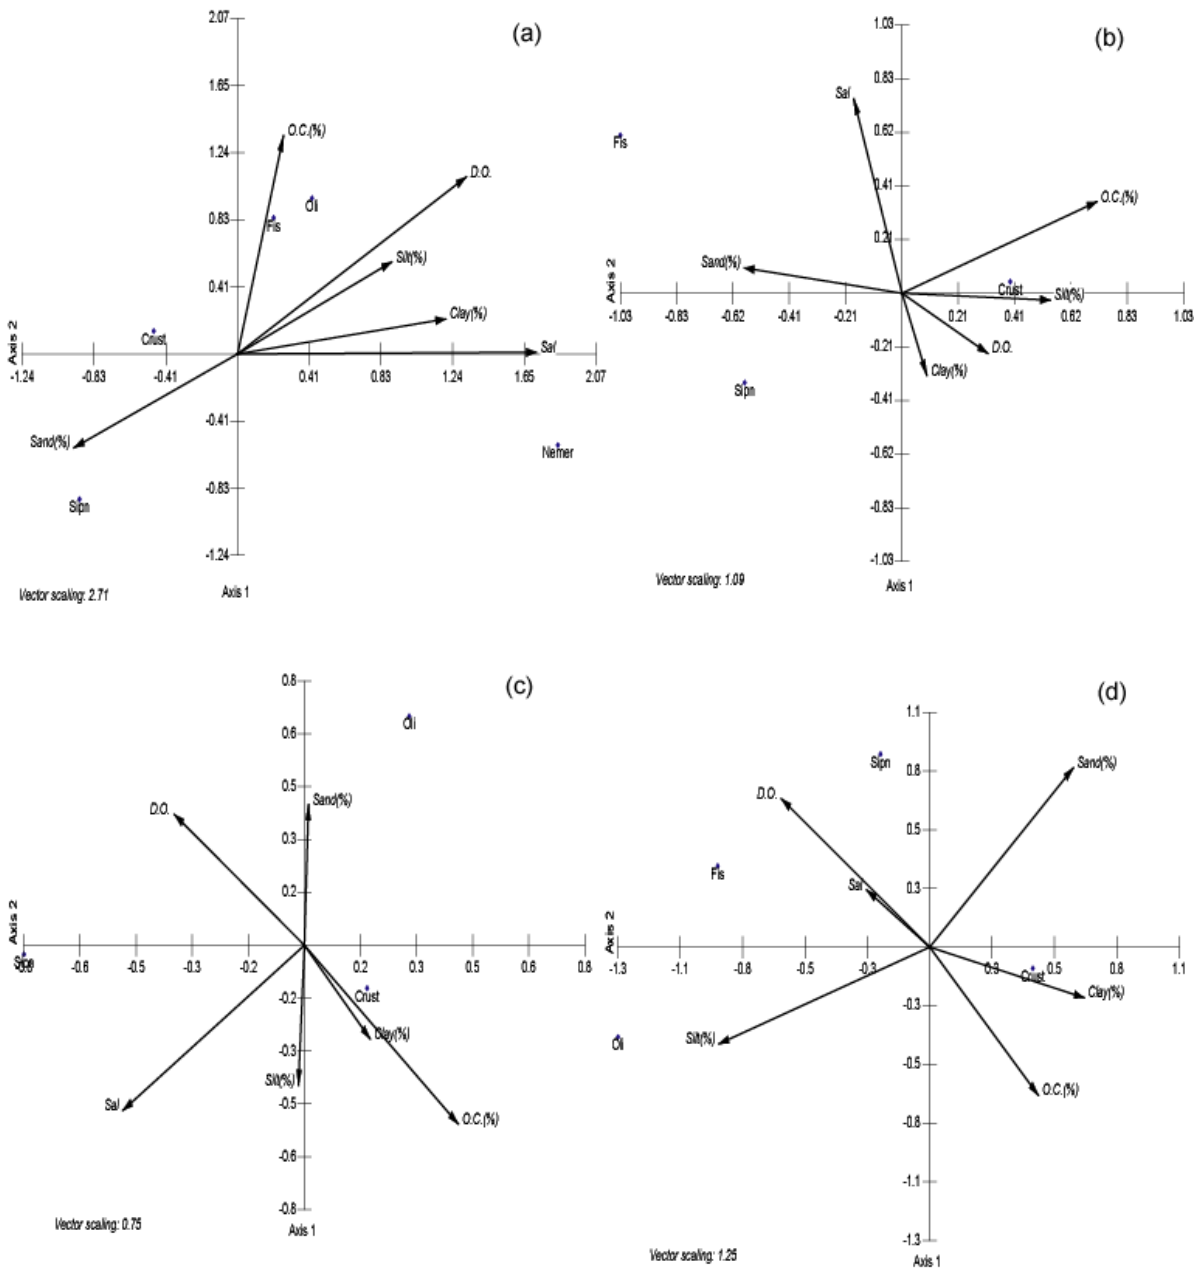 (a)
2.07
1.65
1.24
0.83
0.41
-0.41
-0.83
-1.24
-1.24 -0.83 -0.41 0.41 0.83 1.24 1.65 2.07
O.C.(%)
D.O.
Oli
Fis
Silt(%)
Clay(%)
Sal
Crust
Sand(%)
Nemer
Sipn
Axis 2
Vector scaling: 2.71
Axis 1
(b)
1.03
0.83
0.62
0.41
0.21
-0.21
-0.41
-0.62
-0.83
-1.03
-1.03 -0.83 -0.62 -0.41 -0.21 0.21 0.41 0.62 0.83 1.03
Sal
Fis
O.C.(%)
Sand(%)
Crust
Silt(%)
D.O.
Clay(%)
Sipn
Axis 2
Vector scaling: 1.09
Axis 1
(c)
0.8
0.6
0.5
0.3
0.2
-0.2
-0.3
-0.5
-0.6
-0.8
-0.8 -0.6 -0.5 -0.3 -0.2 0.2 0.3 0.5 0.6 0.8
Oli
Sand(%)
D.O.
Sipn
Crust
Clay(%)
Silt(%)
Sal
O.C.(%)
Axis 2
Vector scaling: 0.75
Axis 1
(d)
1.1
0.8
0.5
0.3
-0.3
-0.5
-0.8
-1.1
-1.3
-1.3 -1.1 -0.8 -0.5 -0.3 0.3 0.5 0.8 1.1
Sipn
Sand(%)
D.O.
Fis
Sal
Crust
Clay(%)
Silt(%)
Oli
O.C.(%)
Axis 2
Vector scaling: 1.25
Axis 1